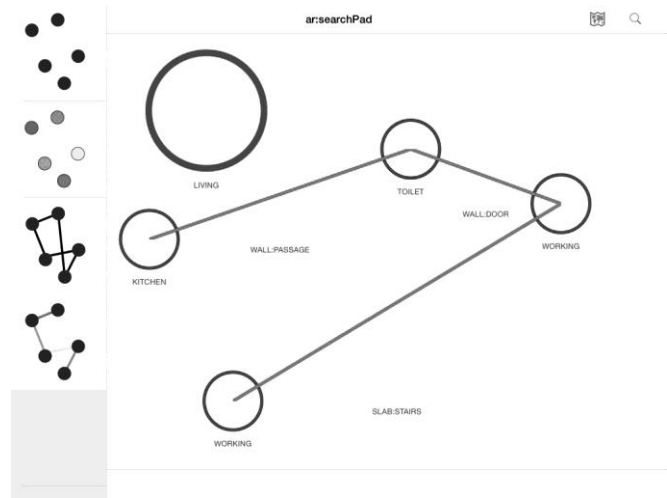 ar:searchPad
LIVING
TOILET
WALL:DOOR
WORKING
WALL:PASSAGE
KITCHEN
SLAB:STAIRS
WORKING